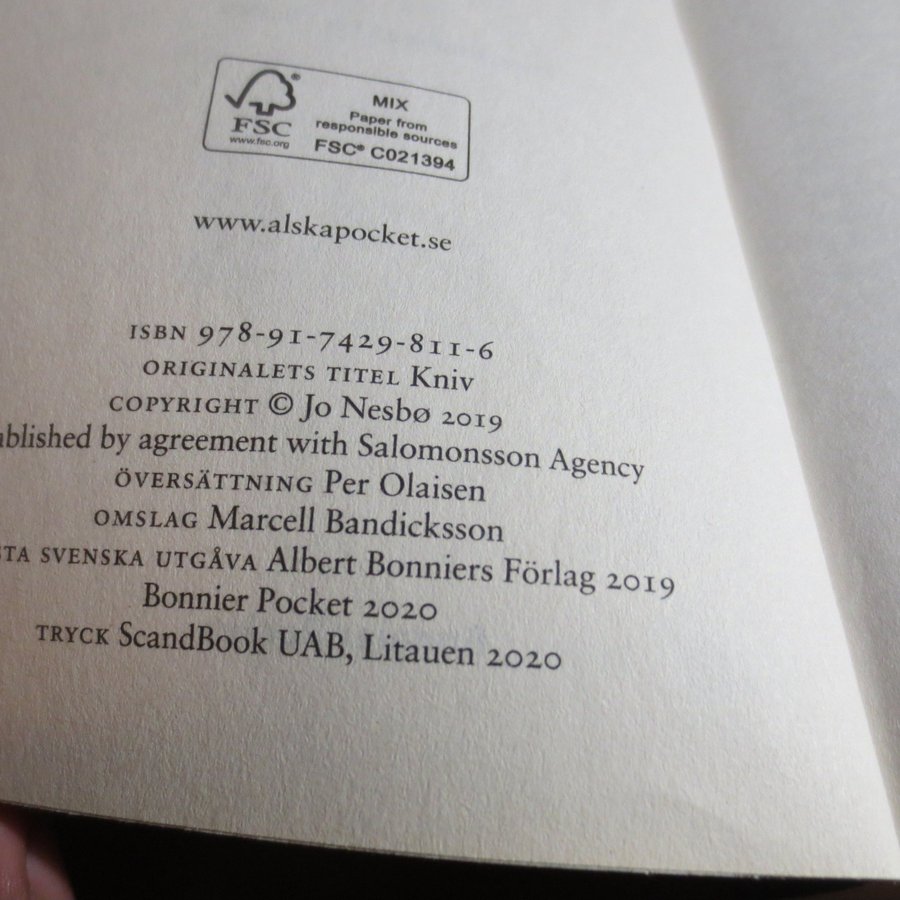 FSC®
www.fsc.org
MIX
Paper from
responsible sources
FSC® C021394
www.alskapocket.se
ISBN 978-91-7429-811-6
ORIGINALETS TITEL Kniv
COPYRIGHT © Jo Nesbø 2019
by agreement with Salomonsson Agency
ÖVERSÄTTNING Per Olaisen
OMSLAG Marcell Bandicksson
SVENSKA UTGÅVA Albert Bonniers Förlag 2019
Bonnier Pocket 2020
TRYCK ScandBook UAB, Litauen 2020